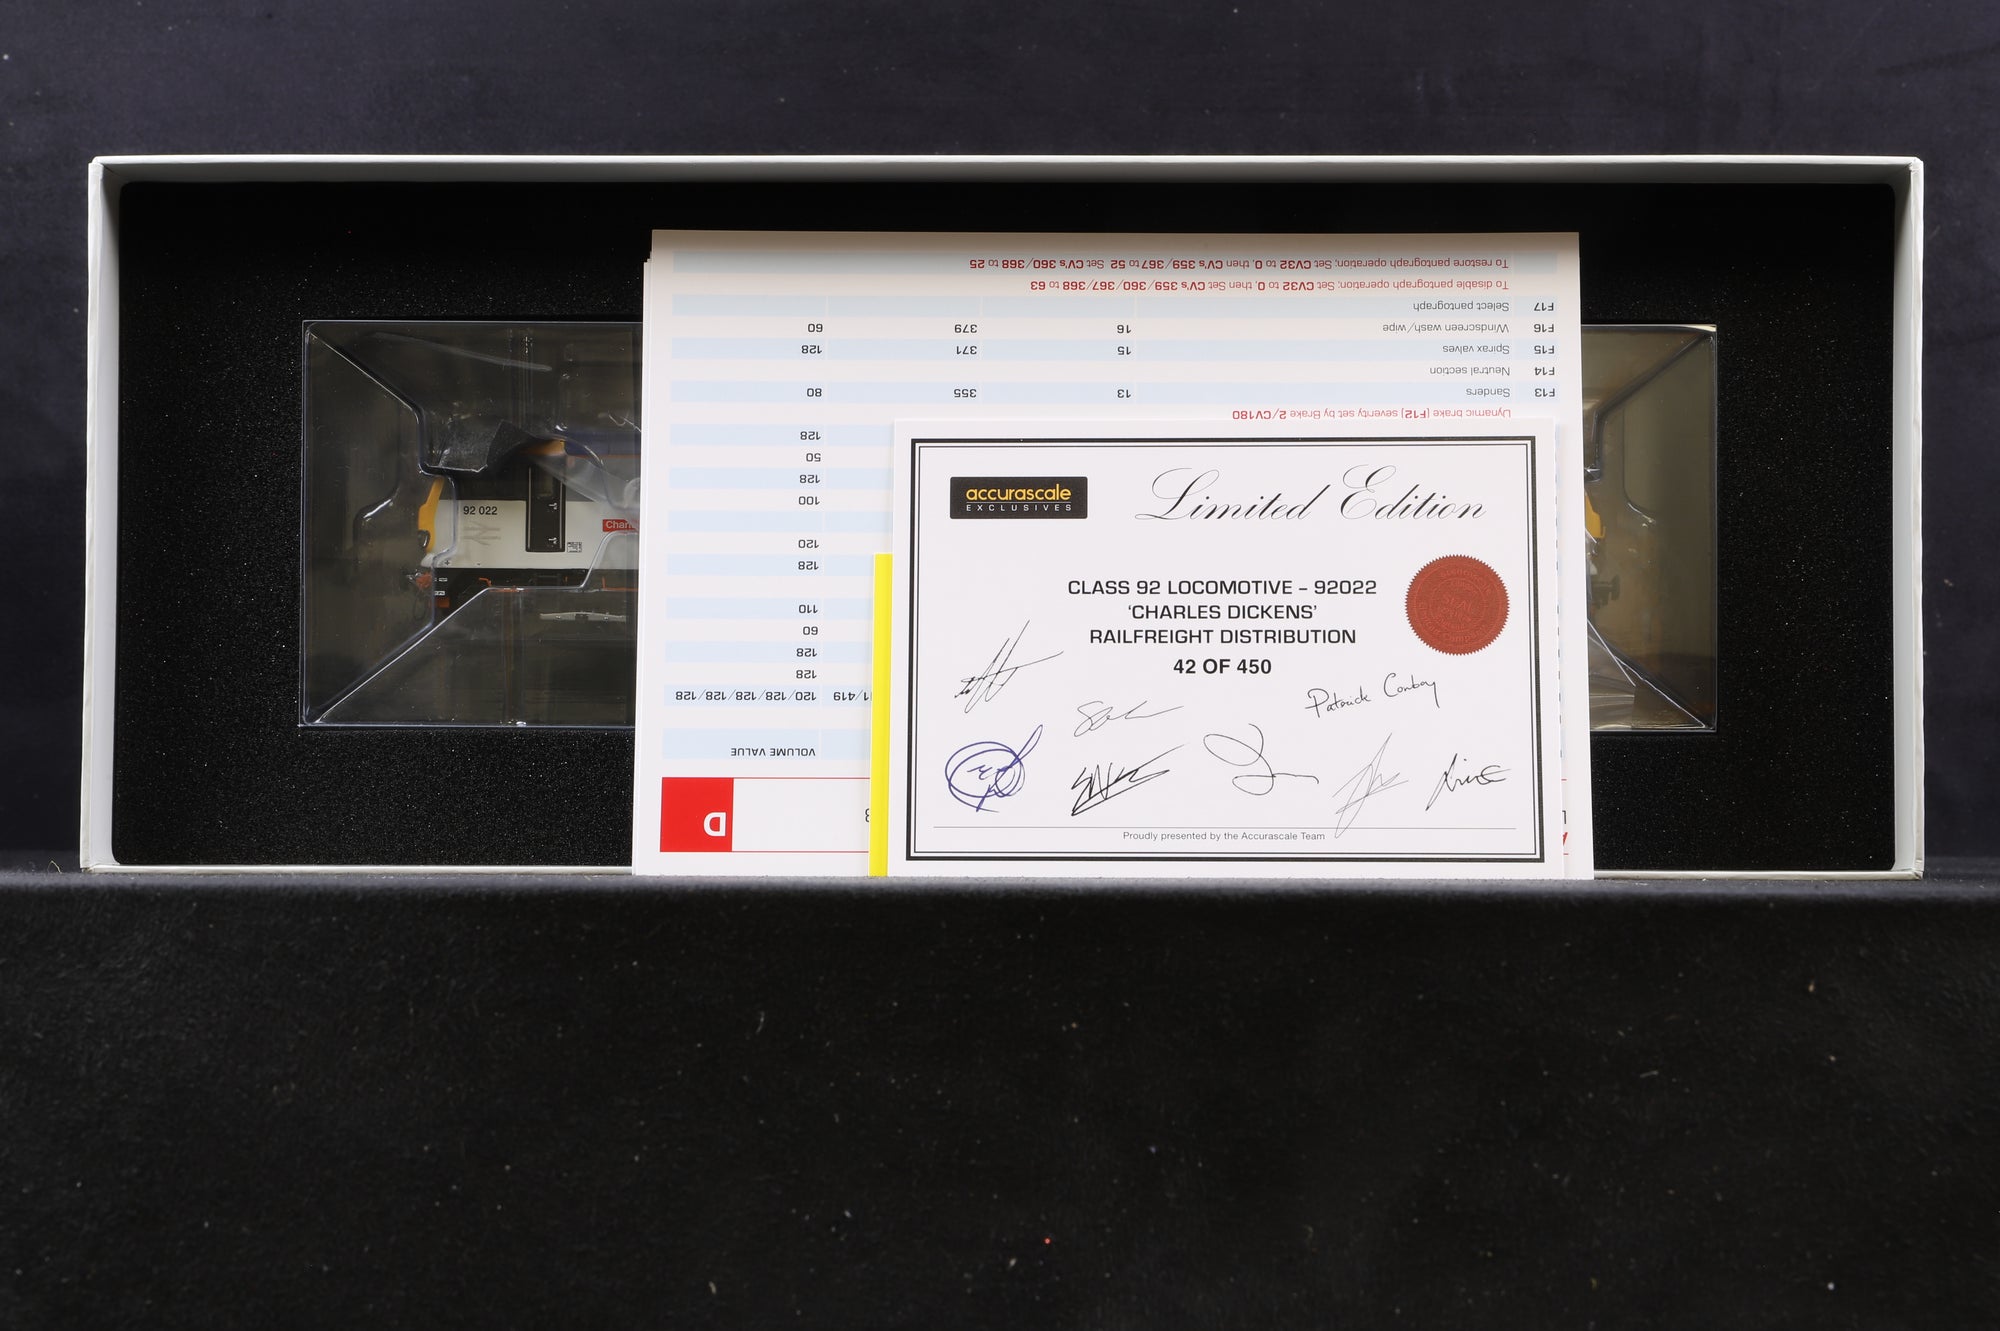 To restore pantograph operation; Set CV32 to 0, then CV's 359/367 to 52 Set CV's 360/368 to 25
To disable pantograph operation; Set CV32 to 0, then Set CV's 359/360/367/368 to 63
F17 Select pantograph
F16 Windscreen wash/wipe 16 379 60
F15 Spirax valves 15 371 128
F14 Neutral section
F13 Sanders 13 355 80
Dynamic brake [F12] severity set by Brake 2/CV180
128
50
128
100
120
128
110
60
128
128
11/419 120/128/128/128/128
VOLUME VALUE
D
92 022
Charl
accurascale
EXCLUSIVES
Limited Edition
CLASS 92 LOCOMOTIVE – 92022
‘CHARLES DICKENS’
RAILFREIGHT DISTRIBUTION
42 OF 450
Patrick Conboy
Proudly presented by the Accurascale Team